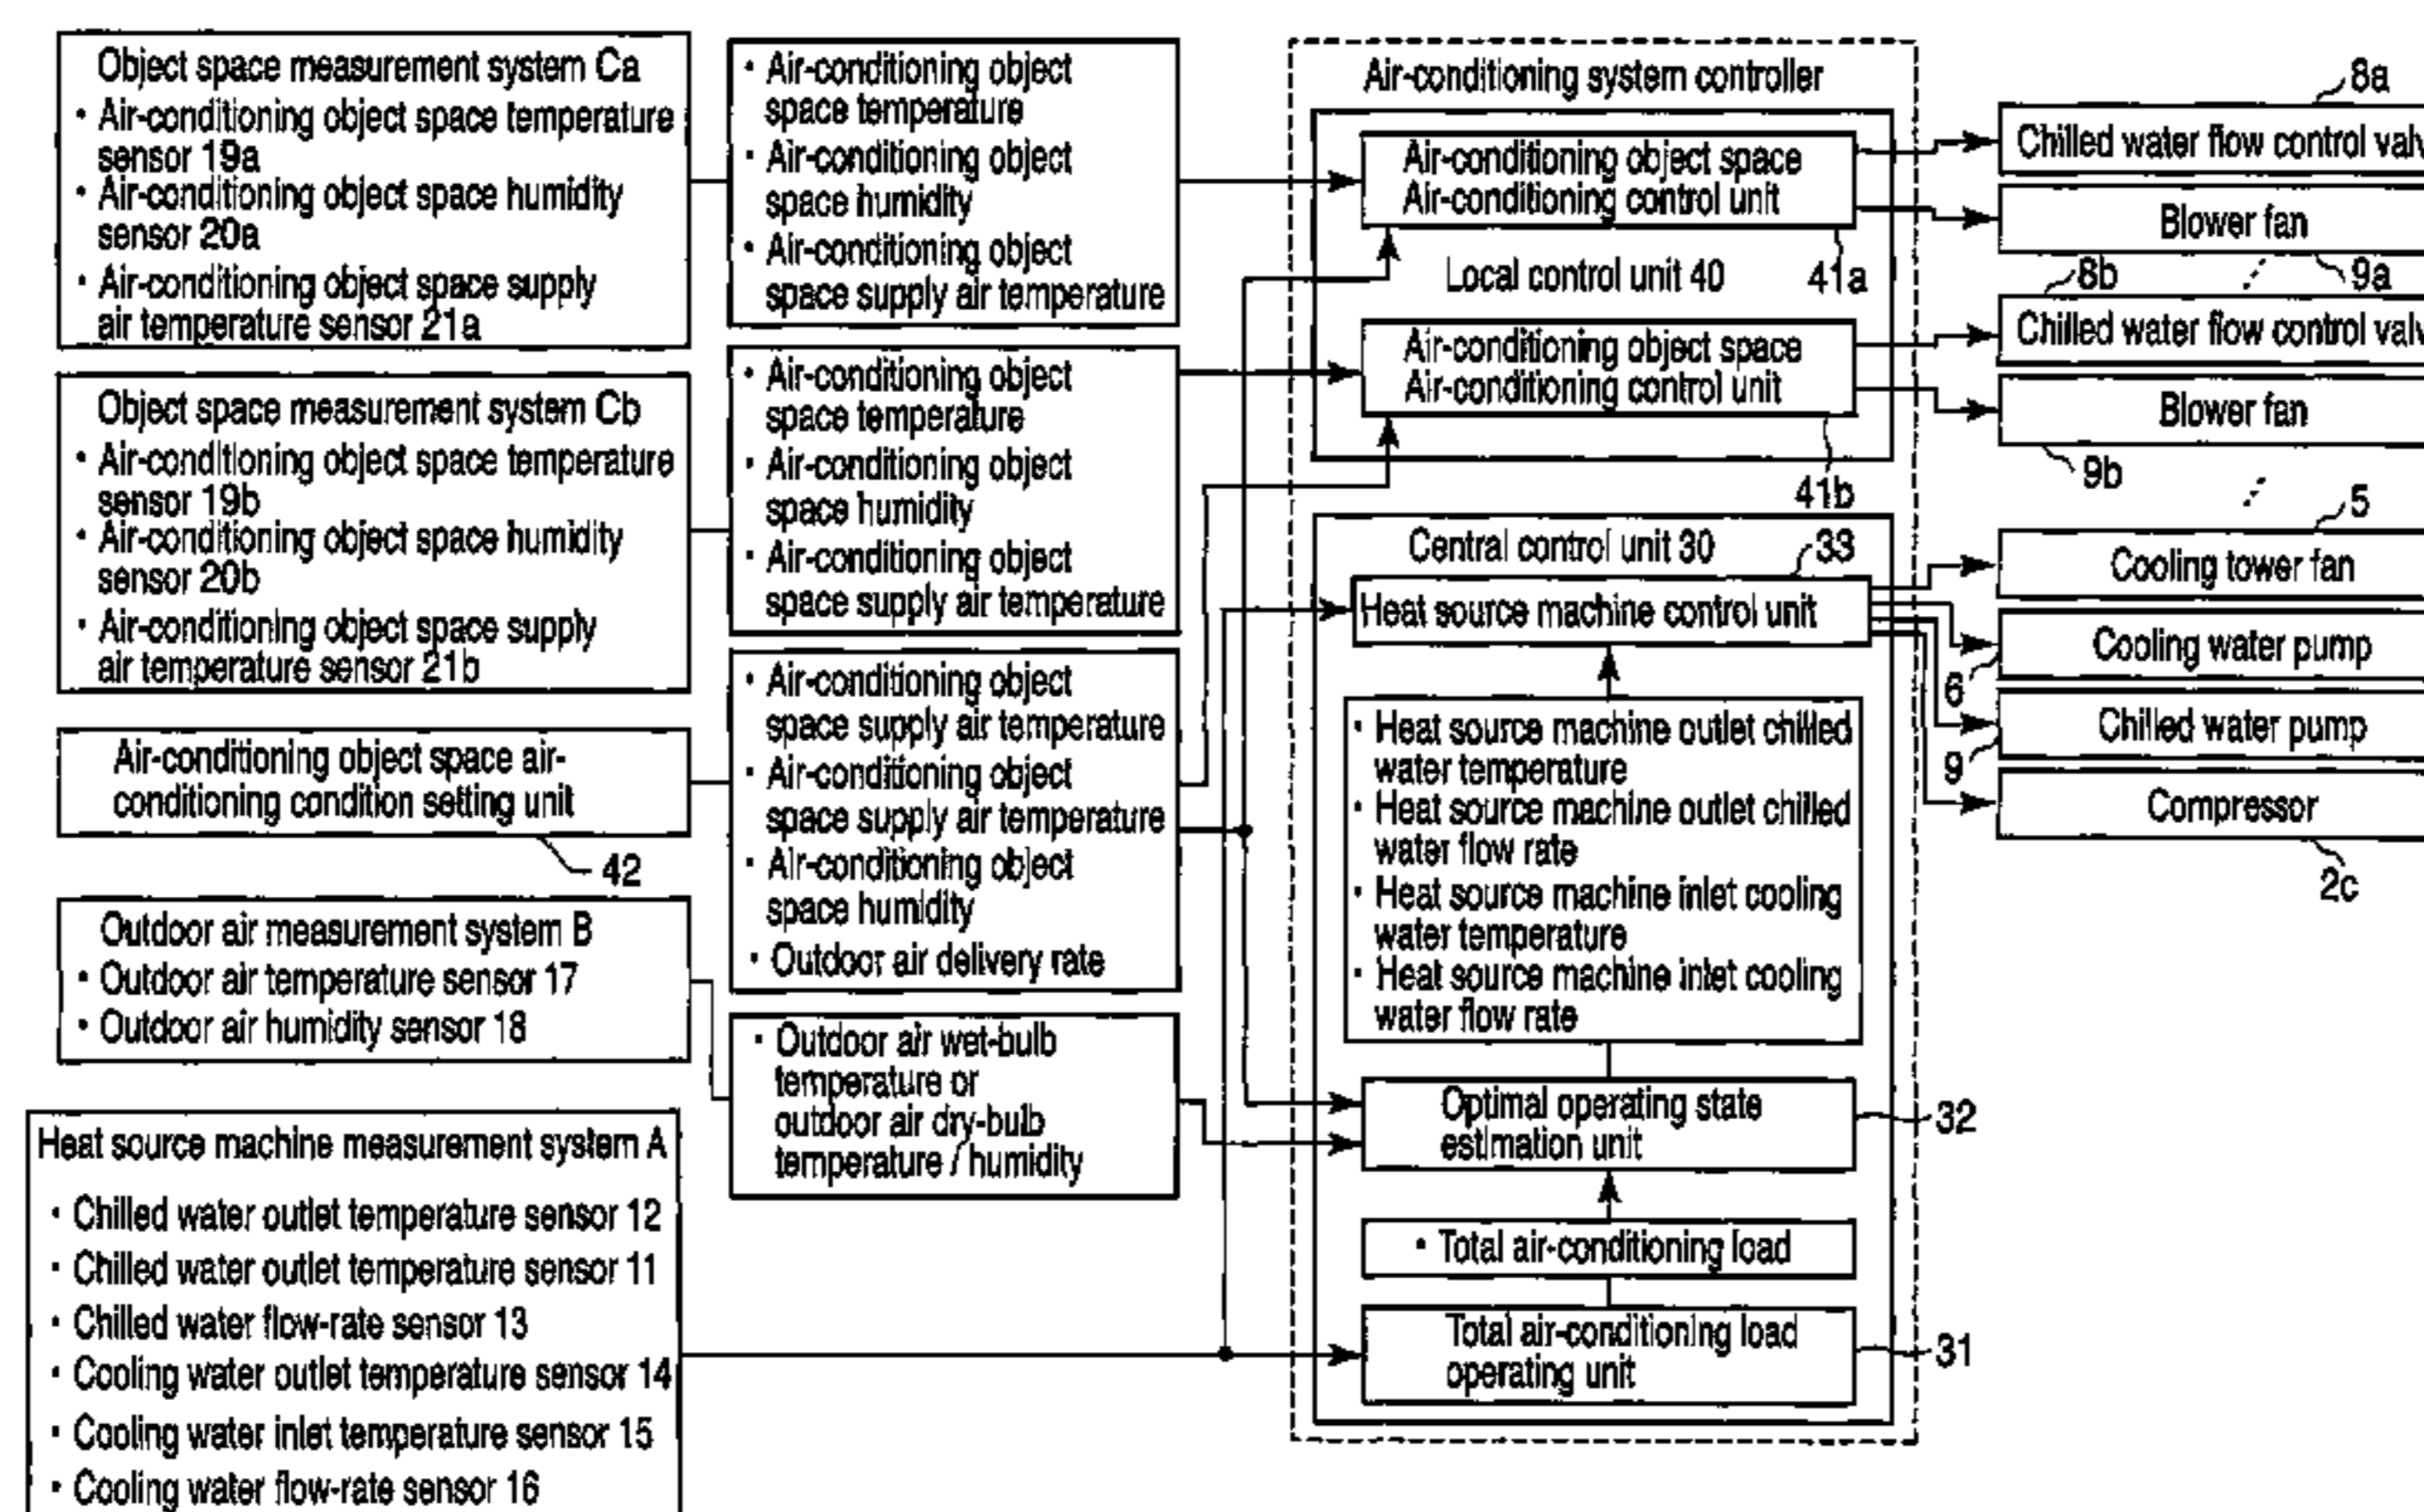 Object space measurement system Ca
· Air-conditioning object space temperature
sensor 19a
· Air-conditioning object space humidity
sensor 20a
· Air-conditioning object space supply
air temperature sensor 21a
Object space measurement system Cb
· Air-conditioning object space temperature
sensor 19b
· Air-conditioning object space humidity
sensor 20b
· Air-conditioning object space supply
air temperature sensor 21b
Air-conditioning object space air-
conditioning condition setting unit
42
Outdoor air measurement system B
· Outdoor air temperature sensor 17
· Outdoor air humidity sensor 18
Heat source machine measurement system A
· Chilled water outlet temperature sensor 12
· Chilled water outlet temperature sensor 11
· Chilled water flow-rate sensor 13
· Cooling water outlet temperature sensor 14
· Cooling water inlet temperature sensor 15
· Cooling water flow-rate sensor 16
· Air-conditioning object
space temperature
· Air-conditioning object
space humidity
· Air-conditioning object
space supply air temperature
· Air-conditioning object
space temperature
· Air-conditioning object
space humidity
· Air-conditioning object
space supply air temperature
· Air-conditioning object
space supply air temperature
· Air-conditioning object
space supply air temperature
· Air-conditioning object
space humidity
· Outdoor air delivery rate
· Outdoor air wet-bulb
temperature or
outdoor air dry-bulb
temperature / humidity
Air-conditioning system controller
Air-conditioning object space
Air-conditioning control unit
Local control unit 40
41a
Air-conditioning object space
Air-conditioning control unit
41b
Central control unit 30
33
Heat source machine control unit
· Heat source machine outlet chilled
water temperature
· Heat source machine outlet chilled
water flow rate
· Heat source machine inlet cooling
water temperature
· Heat source machine inlet cooling
water flow rate
Optimal operating state
estimation unit
32
· Total air-conditioning load
Total air-conditioning load
operating unit
31
8a
Chilled water flow control valv
Blower fan
9a
8b
Chilled water flow control valv
Blower fan
9b
5
Cooling tower fan
Cooling water pump
6
Chilled water pump
9
Compressor
2c